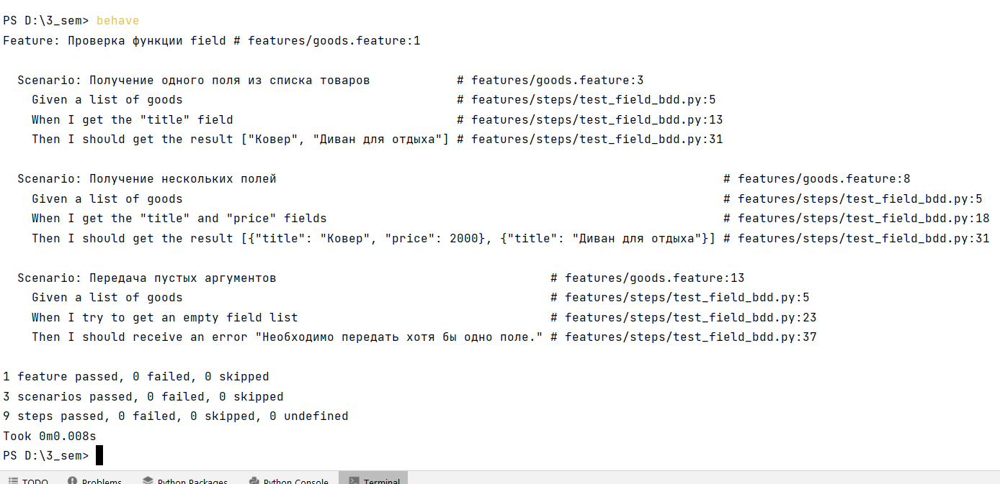 PS D:\3_sem> behave
Feature: Проверка функции field # features/goods.feature:1
Scenario: Получение одного поля из списка товаров # features/goods.feature:3
Given a list of goods # features/steps/test_field_bdd.py:5
When I get the "title" field # features/steps/test_field_bdd.py:13
Then I should get the result ["Ковер", "Диван для отдыха"] # features/steps/test_field_bdd.py:31
Scenario: Получение нескольких полей # features/goods.feature:8
Given a list of goods # features/steps/test_field_bdd.py:5
When I get the "title" and "price" fields # features/steps/test_field_bdd.py:18
Then I should get the result [{"title": "Ковер", "price": 2000}, {"title": "Диван для отдыха"}] # features/steps/test_field_bdd.py:31
Scenario: Передача пустых аргументов # features/goods.feature:13
Given a list of goods # features/steps/test_field_bdd.py:5
When I try to get an empty field list # features/steps/test_field_bdd.py:23
Then I should receive an error "Необходимо передать хотя бы одно поле." # features/steps/test_field_bdd.py:37
1 feature passed, 0 failed, 0 skipped
3 scenarios passed, 0 failed, 0 skipped
9 steps passed, 0 failed, 0 skipped, 0 undefined
Took 0m0.008s
PS D:\3_sem>
TODO Problems Python Packages Python Console Terminal